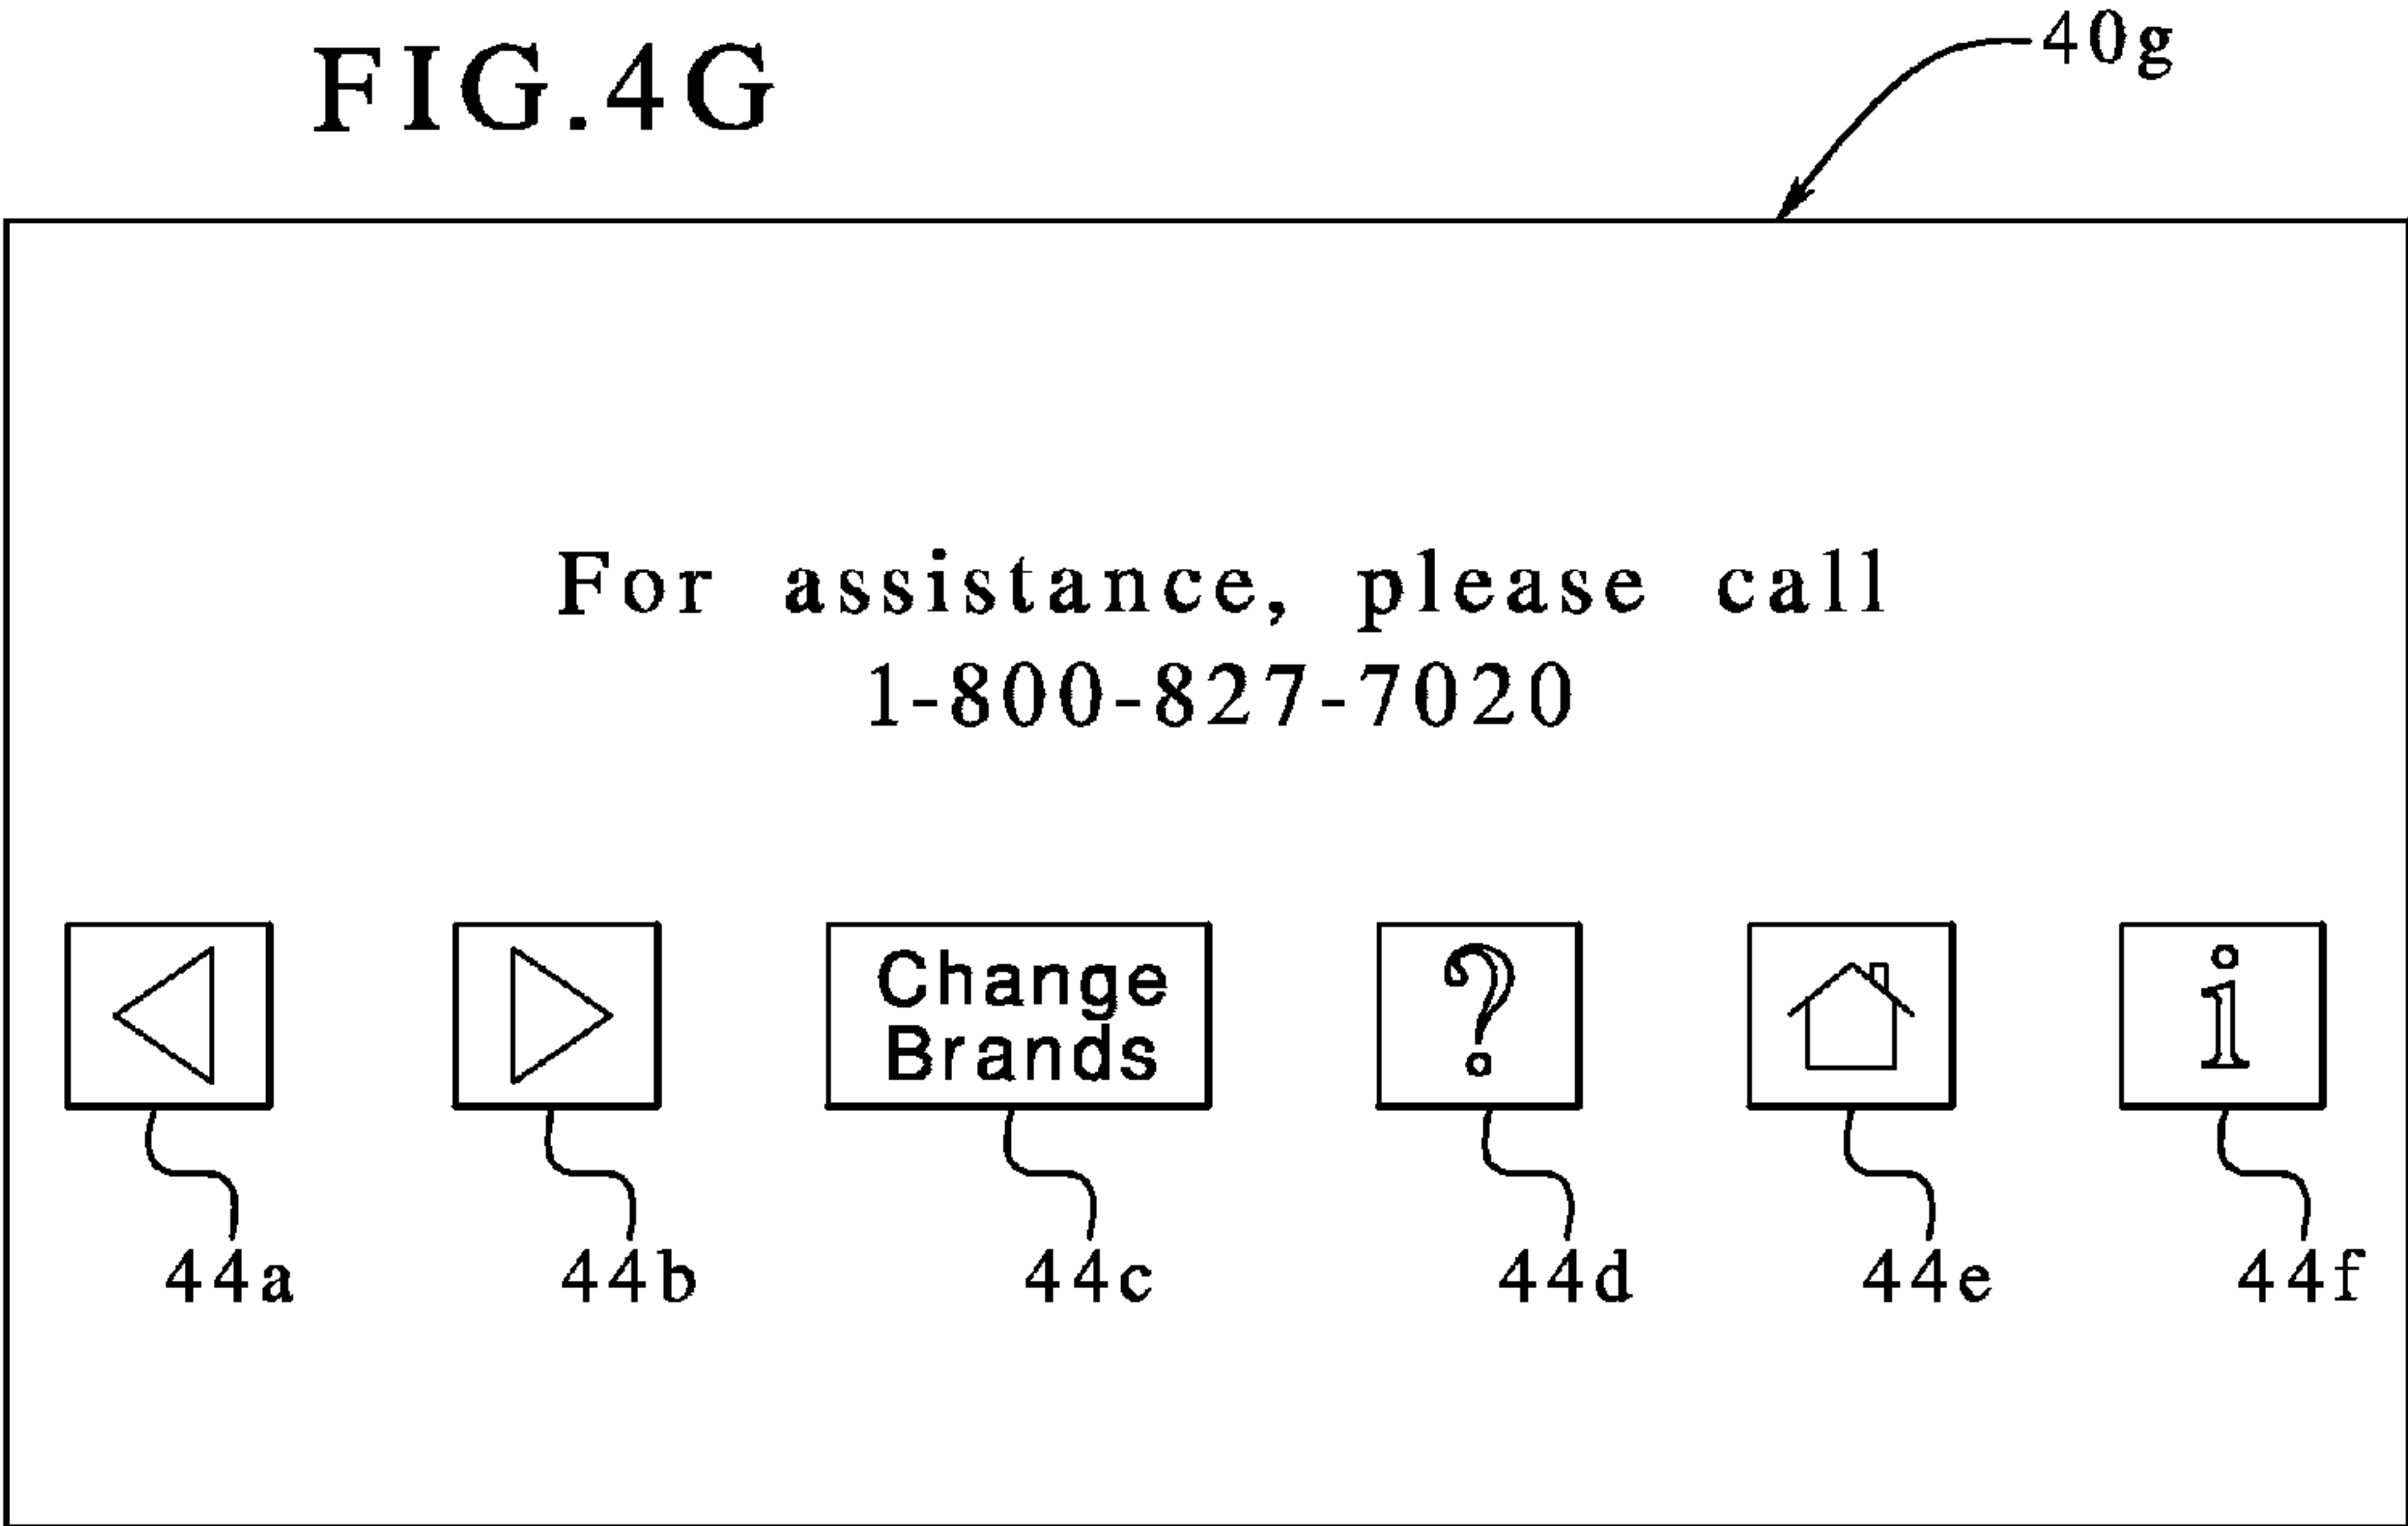 FIG.4G
40g
For assistance, please call
1-800-827-7020
Change
Brands
?
i
44a 44b 44c 44d 44e 44f